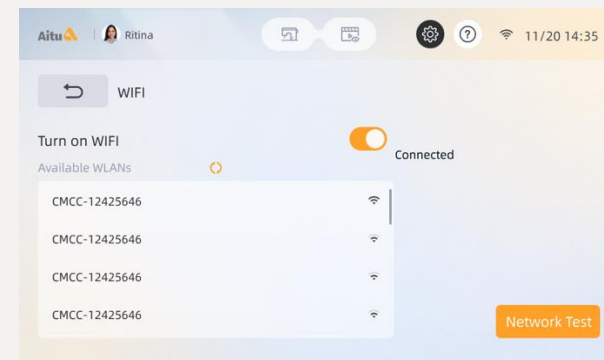 Aitu Ritina ? 11/20 14:35
WIFI
Turn on WIFI
Connected
Available WLANs
CMCC-12425646
CMCC-12425646
CMCC-12425646
CMCC-12425646
Network Test